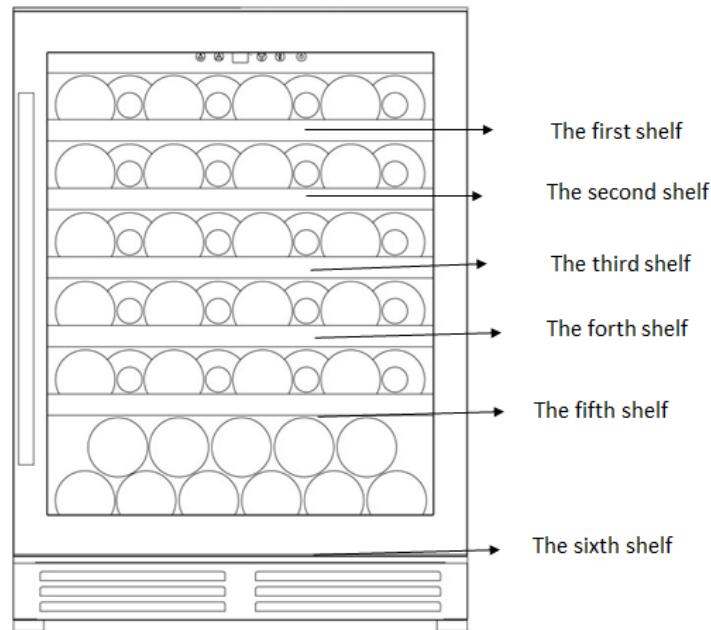 The first shelf
The second shelf
The third shelf
The forth shelf
The fifth shelf
The sixth shelf